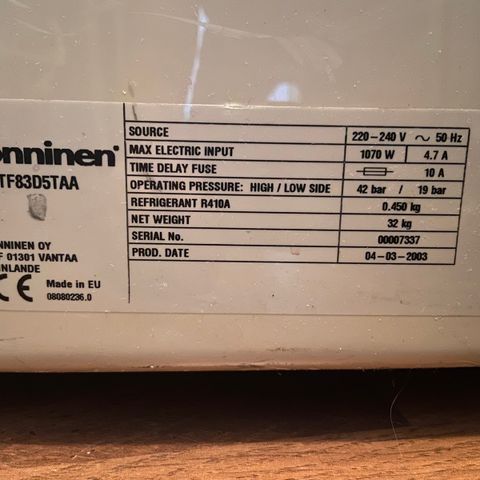 onninen®
TF83D5TAA
NNINEN OY
F 01301 VANTAA
INLANDE
CE Made in EU
08080236.0
SOURCE 220-240 V ~ 50 Hz
MAX ELECTRIC INPUT 1070 W 4.7 A
TIME DELAY FUSE 10 A
OPERATING PRESSURE: HIGH / LOW SIDE 42 bar / 19 bar
REFRIGERANT R410A 0.450 kg
NET WEIGHT 32 kg
SERIAL No. 00007337
PROD. DATE 04-03-2003